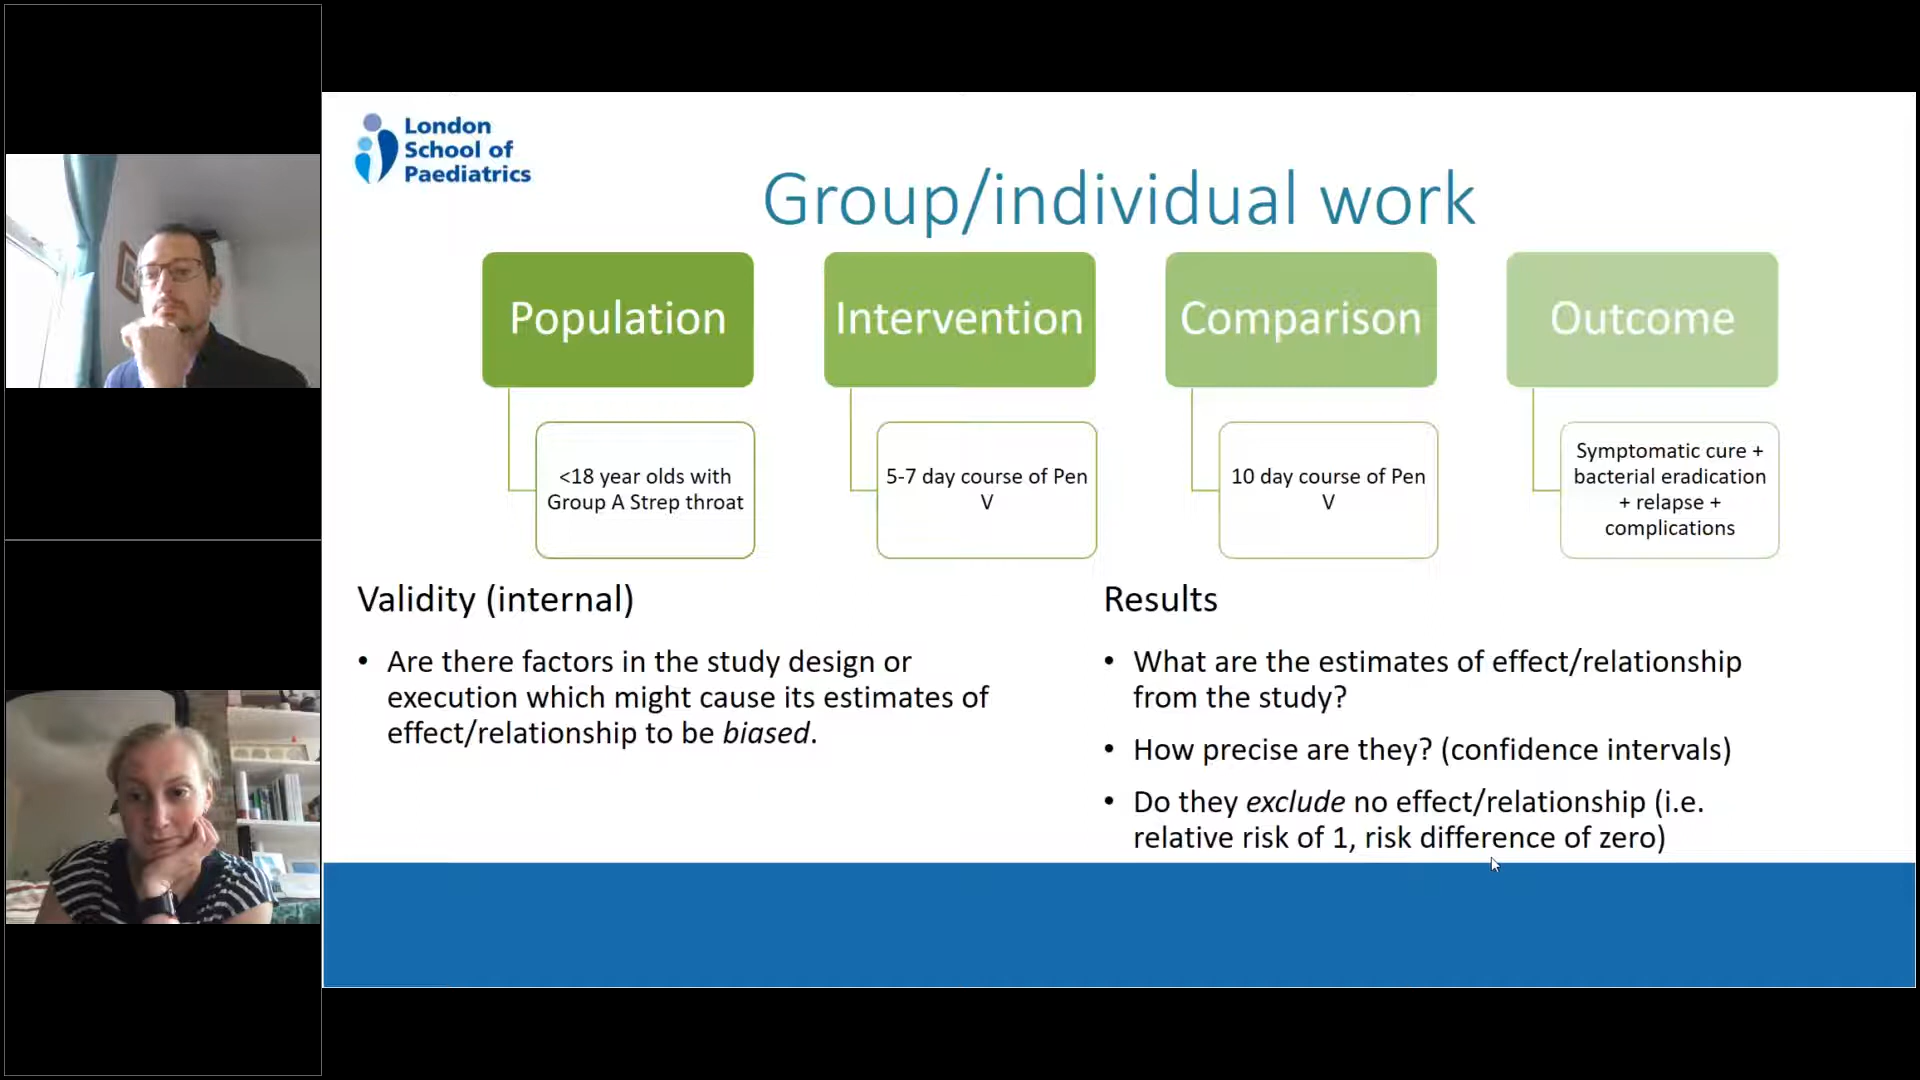 London
School of
Paediatrics
Group/individual work
Population
Intervention
Comparison
Outcome
<18 year olds with
Group A Strep throat
5-7 day course of Pen
V
10 day course of Pen
V
Symptomatic cure +
bacterial eradication
+ relapse +
complications
Validity (internal)
• Are there factors in the study design or
execution which might cause its estimates of
effect/relationship to be biased.
Results
• What are the estimates of effect/relationship
from the study?
• How precise are they? (confidence intervals)
• Do they exclude no effect/relationship (i.e.
relative risk of 1, risk difference of zero)